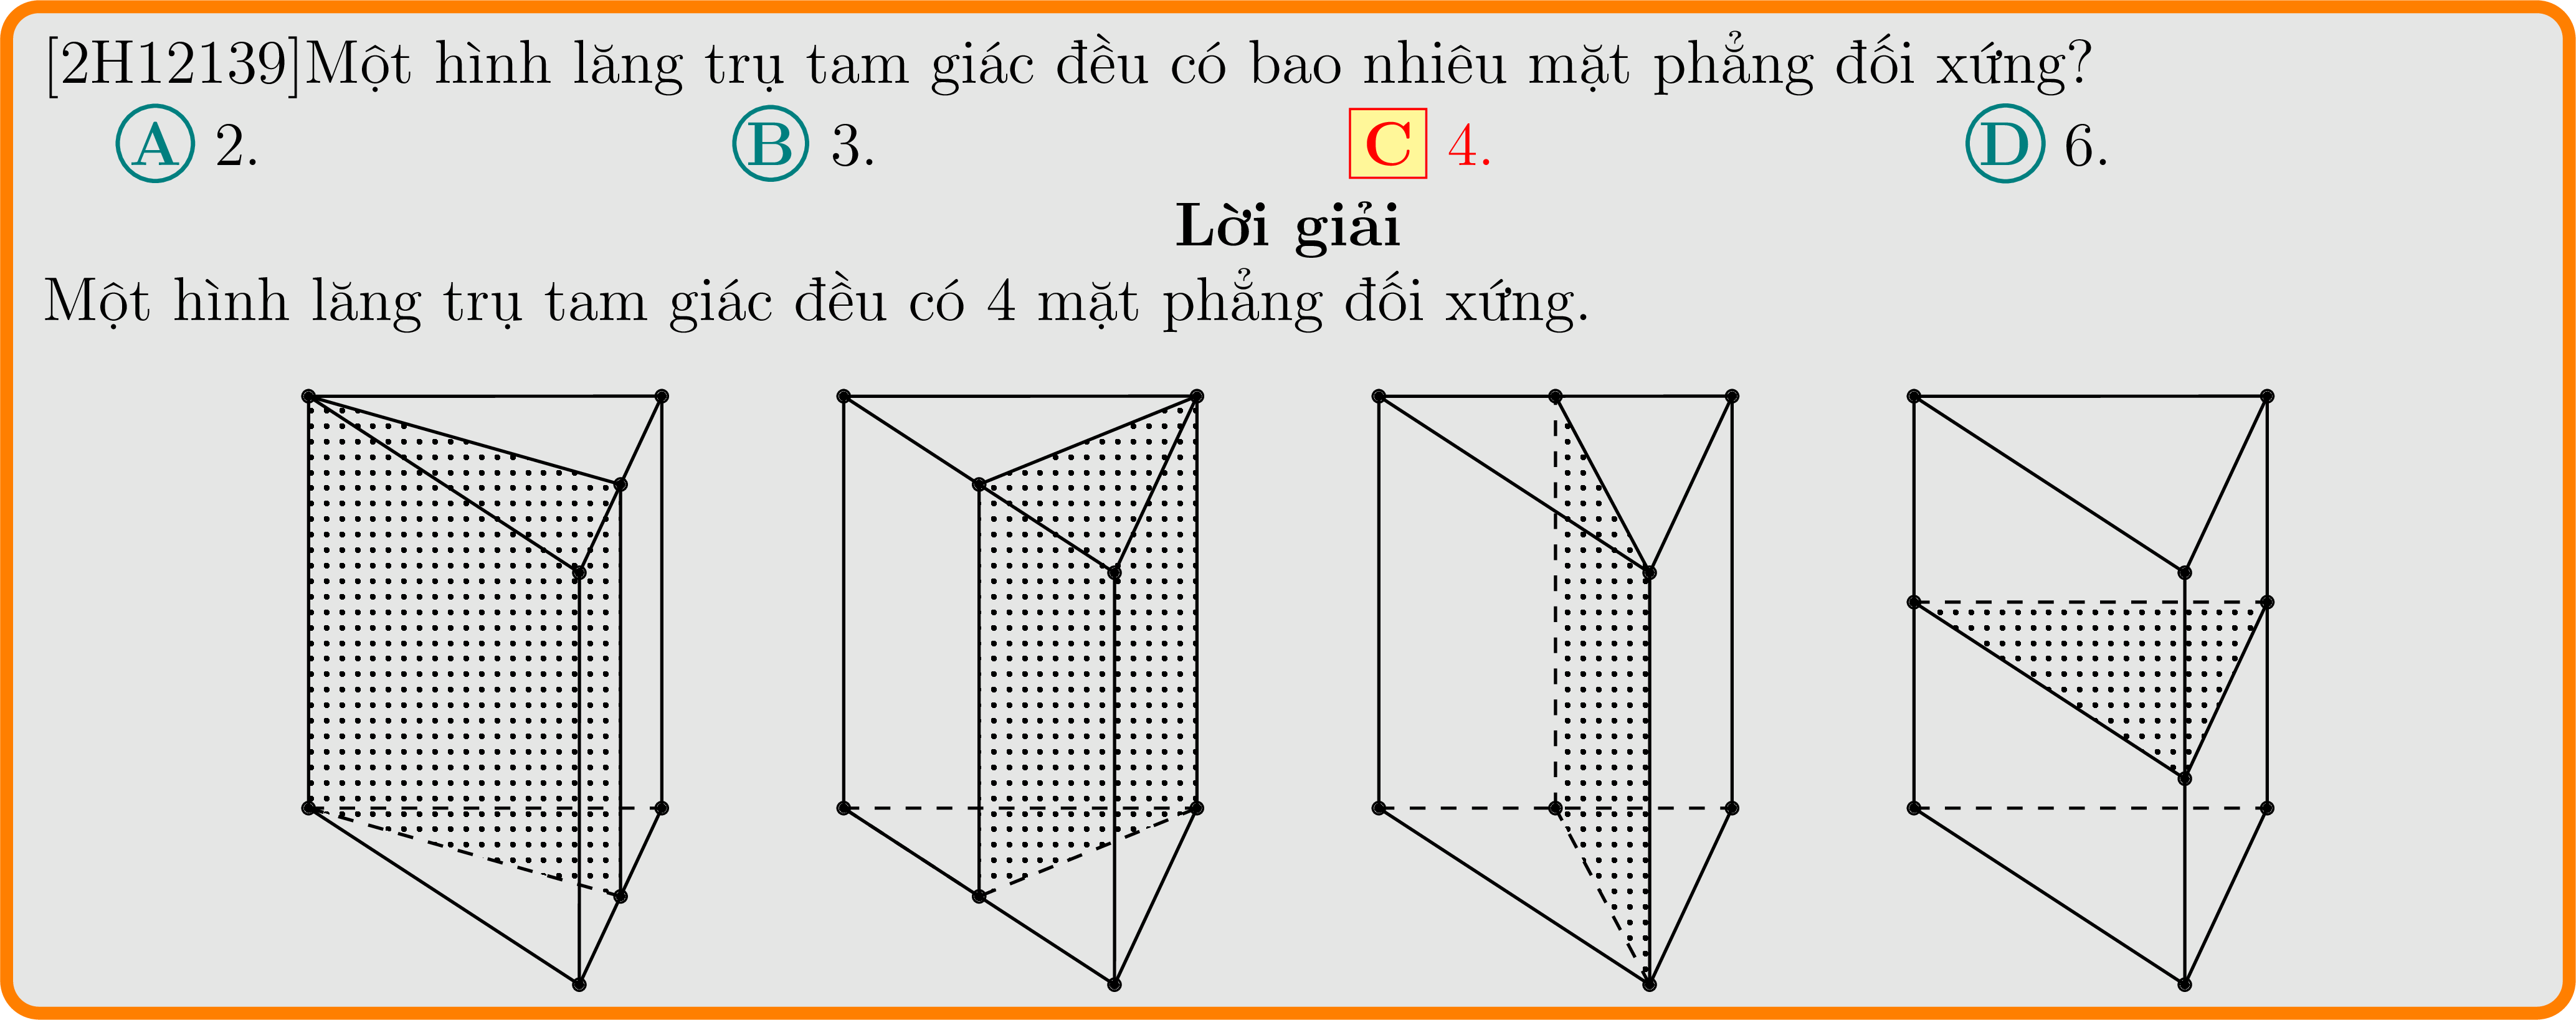 [2H12139]Một hình lăng trụ tam giác đều có bao nhiêu mặt phẳng đối xứng?
A 2. B 3. C 4. D 6.
Lời giải
Một hình lăng trụ tam giác đều có 4 mặt phẳng đối xứng.